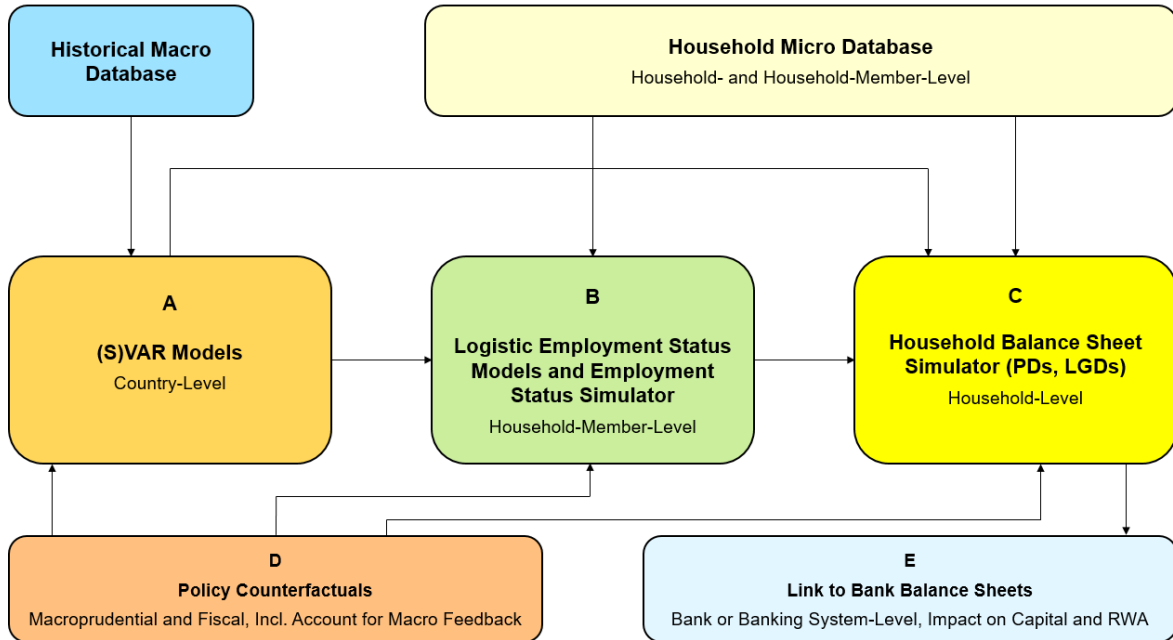 Historical Macro
Database
Household Micro Database
Household- and Household-Member-Level
A
(S)VAR Models
Country-Level
B
Logistic Employment Status
Models and Employment
Status Simulator
Household-Member-Level
C
Household Balance Sheet
Simulator (PDs, LGDs)
Household-Level
D
Policy Counterfactuals
Macroprudential and Fiscal, Incl. Account for Macro Feedback
E
Link to Bank Balance Sheets
Bank or Banking System-Level, Impact on Capital and RWA